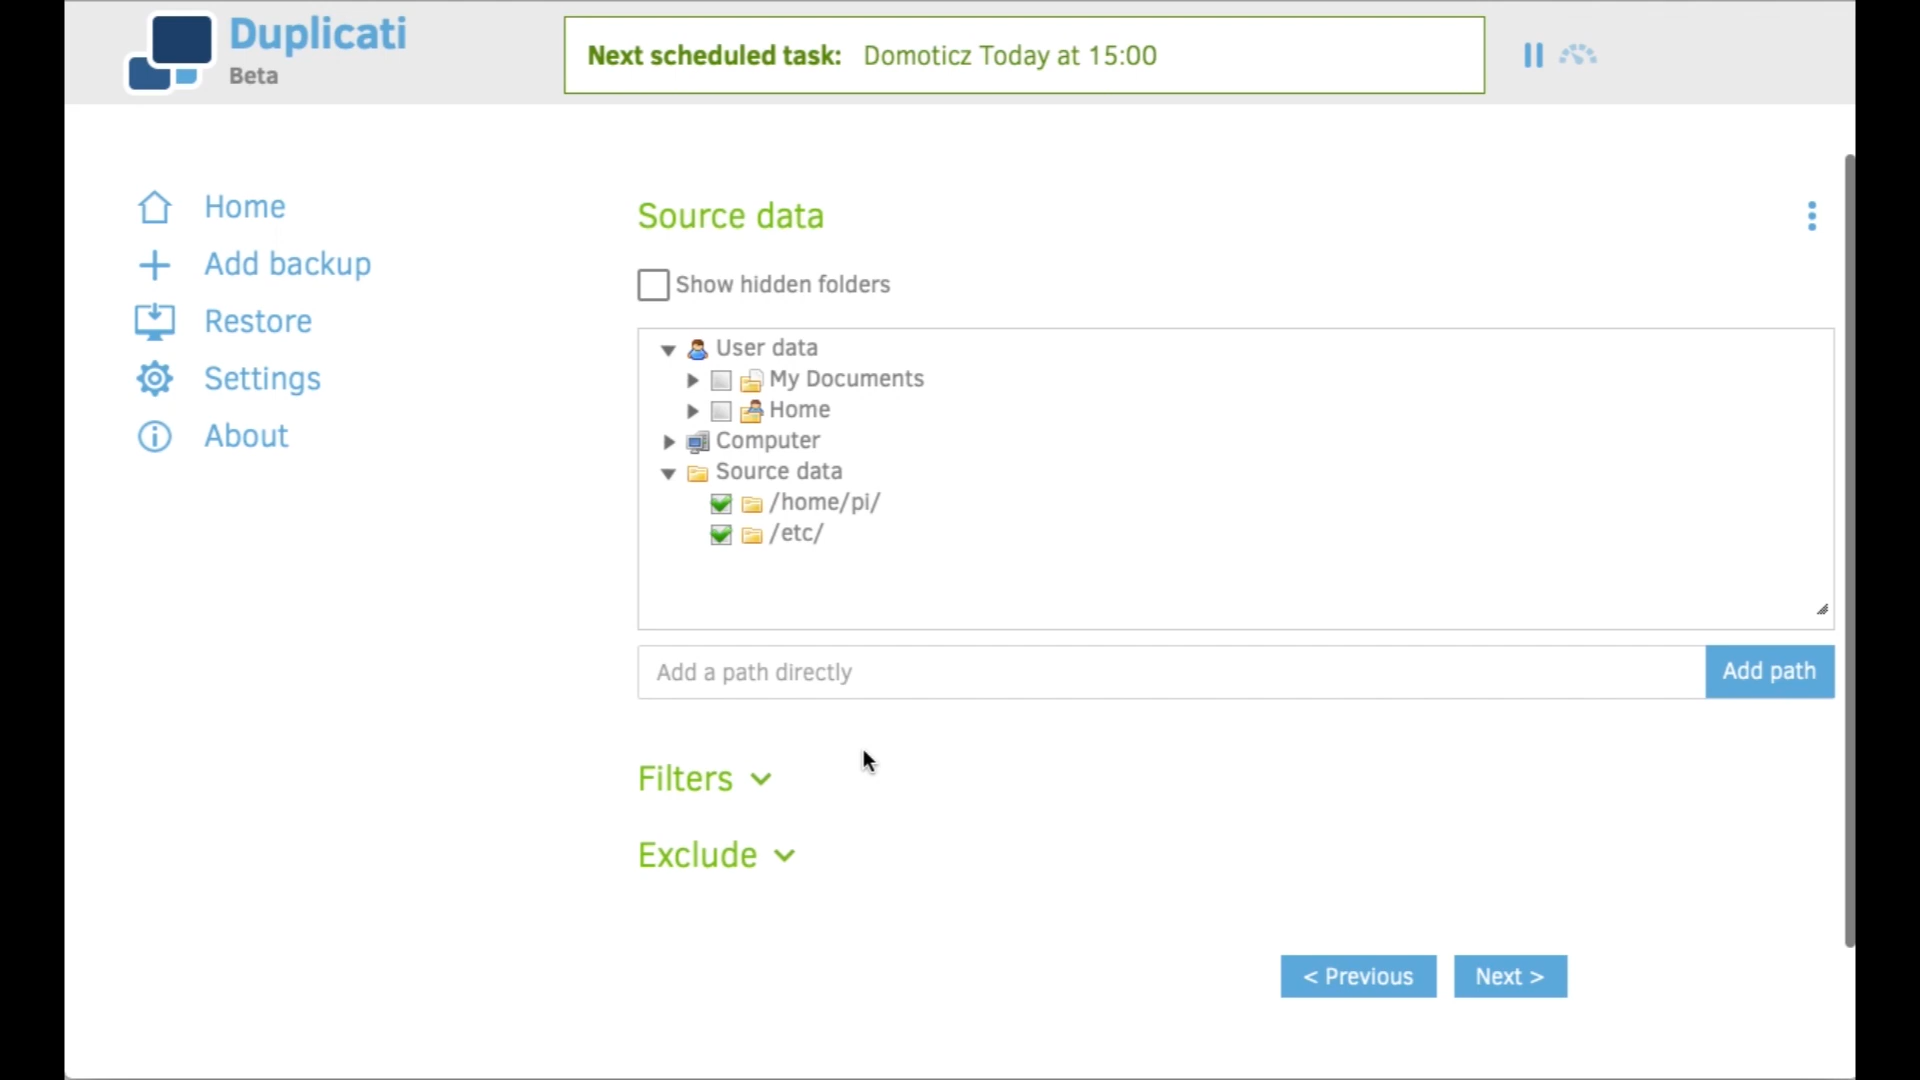 Duplicati
Beta
Next scheduled task: Domoticz Today at 15:00
Home
Add backup
Restore
Settings
About
Source data
Show hidden folders
User data
My Documents
Home
Computer
Source data
/home/pi/
/etc/
Add a path directly
Add path
Filters
Exclude
< Previous
Next >